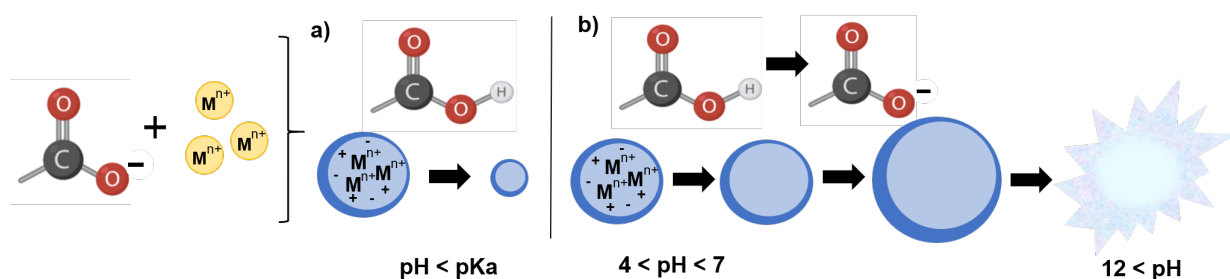 a)
b)
O
C
O
−
+
M^n+
M^n+
M^n+
O
C
O
H
O
C
O
H
O
C
O
−
+ - M^n+ - M^n+ M^n+ + - +
+ - M^n+ - M^n+ M^n+ + - +
pH < pKa
4 < pH < 7
12 < pH